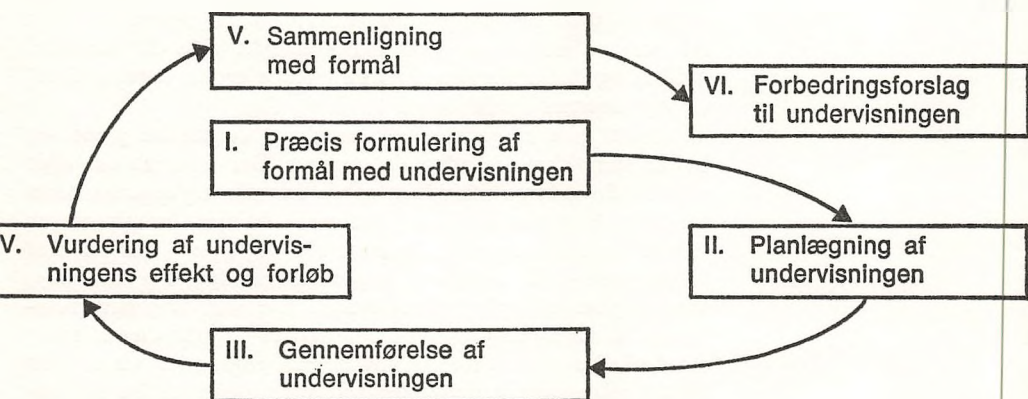 V. Sammenligning
med formål
VI. Forbedringsforslag
til undervisningen
I. Præcis formulering af
formål med undervisningen
V. Vurdering af undervis-
ningens effekt og forløb
II. Planlægning af
undervisningen
III. Gennemførelse af
undervisningen